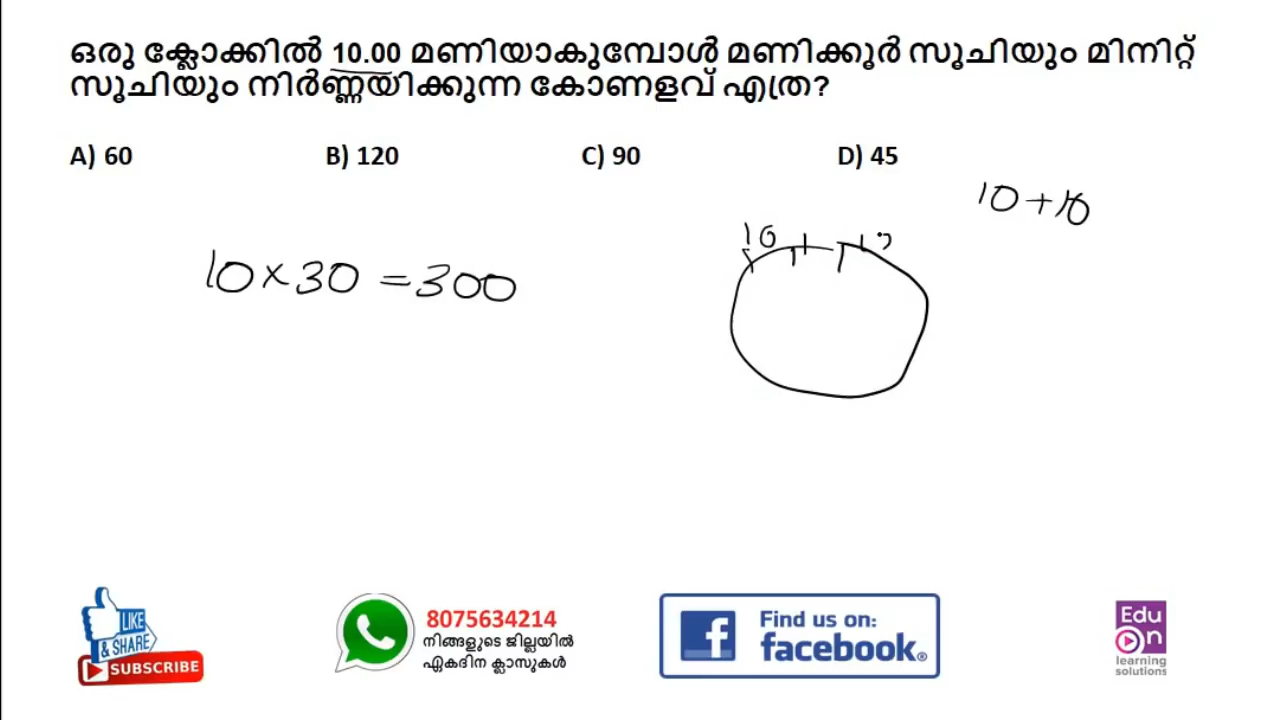 ഒരു ക്ലോക്കിൽ 10.00 മണിയാകുമ്പോൾ മണിക്കൂർ സൂചിയും മിനിറ്റ്
സൂചിയും നിർണ്ണയിക്കുന്ന കോണളവ് എത്ര?
A) 60 B) 120 C) 90 D) 45
10+10
10
10×30 =300
LIKE
& SHARE
SUBSCRIBE
8075634214
നിങ്ങളുടെ ജില്ലയിൽ
ഏകദിന ക്ലാസുകൾ
f
Find us on:
facebook®
Edu
On
learning
solutions